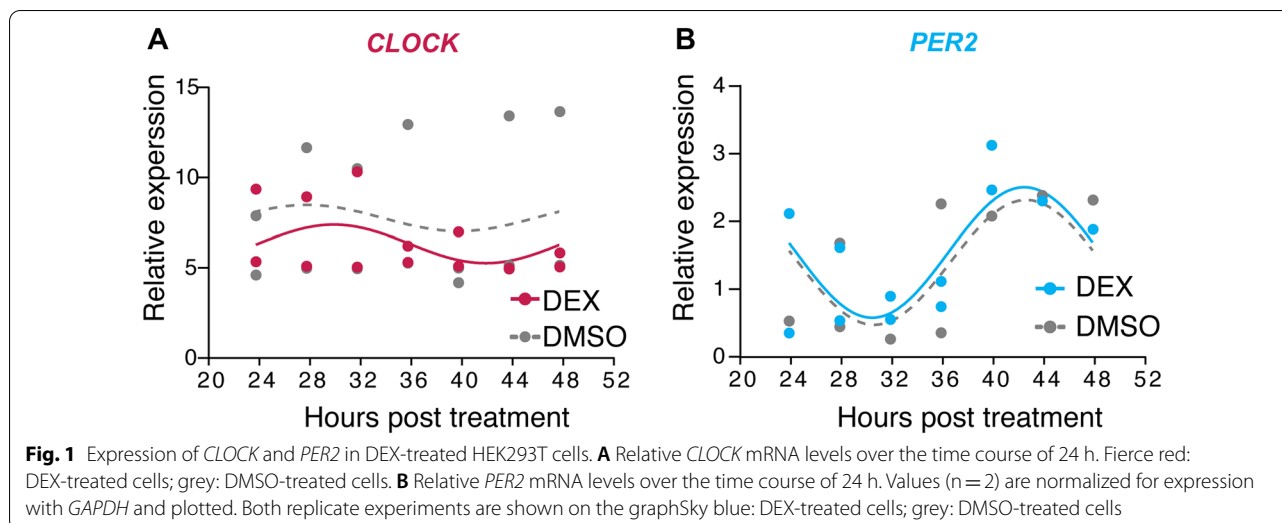 A
CLOCK
Relative experssion
15
10
5
0
20 24 28 32 36 40 44 48 52
Hours post treatment
DEX
DMSO
B
PER2
Relative expression
4
3
2
1
0
20 24 28 32 36 40 44 48 52
Hours post treatment
DEX
DMSO
Fig. 1 Expression of CLOCK and PER2 in DEX-treated HEK293T cells. A Relative CLOCK mRNA levels over the time course of 24 h. Fierce red:
DEX-treated cells; grey: DMSO-treated cells. B Relative PER2 mRNA levels over the time course of 24 h. Values (n = 2) are normalized for expression
with GAPDH and plotted. Both replicate experiments are shown on the graphSky blue: DEX-treated cells; grey: DMSO-treated cells